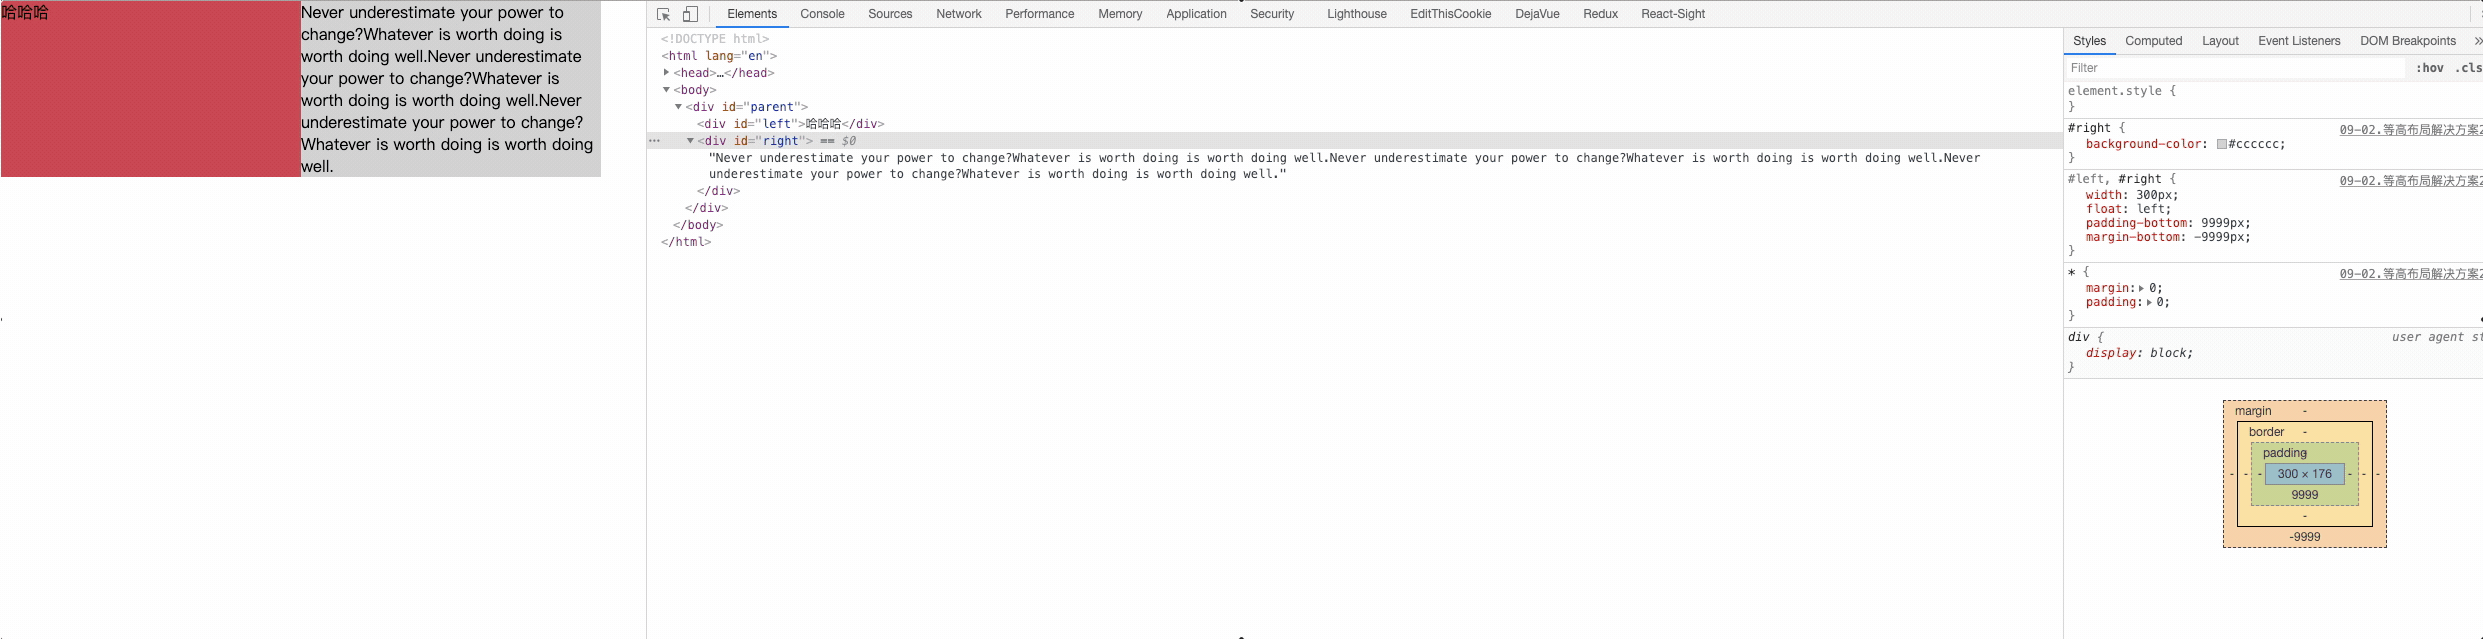 哈哈哈
Never underestimate your power to
change?Whatever is worth doing is
worth doing well.Never underestimate
your power to change?Whatever is
worth doing is worth doing well.Never
underestimate your power to change?
Whatever is worth doing is worth doing
well.
Elements Console Sources Network Performance Memory Application Security Lighthouse EditThisCookie DejaVue Redux React-Sight
<!DOCTYPE html>
<html lang="en">
<head>…</head>
<body>
<div id="parent">
<div id="left">哈哈哈</div>
<div id="right"> == $0
"Never underestimate your power to change?Whatever is worth doing is worth doing well.Never underestimate your power to change?Whatever is worth doing is worth doing well.Never
underestimate your power to change?Whatever is worth doing is worth doing well."
</div>
</div>
</body>
</html>
Styles Computed Layout Event Listeners DOM Breakpoints
Filter :hov .cls
element.style {
}
#right { 09-02.等高布局解决方案2
background-color: #cccccc;
}
#left, #right { 09-02.等高布局解决方案2
width: 300px;
float: left;
padding-bottom: 9999px;
margin-bottom: -9999px;
}
* { 09-02.等高布局解决方案2
margin: 0;
padding: 0;
}
div { user agent st
display: block;
}
margin -
border -
padding -
- - - 300 × 176 - - -
9999
-
-9999